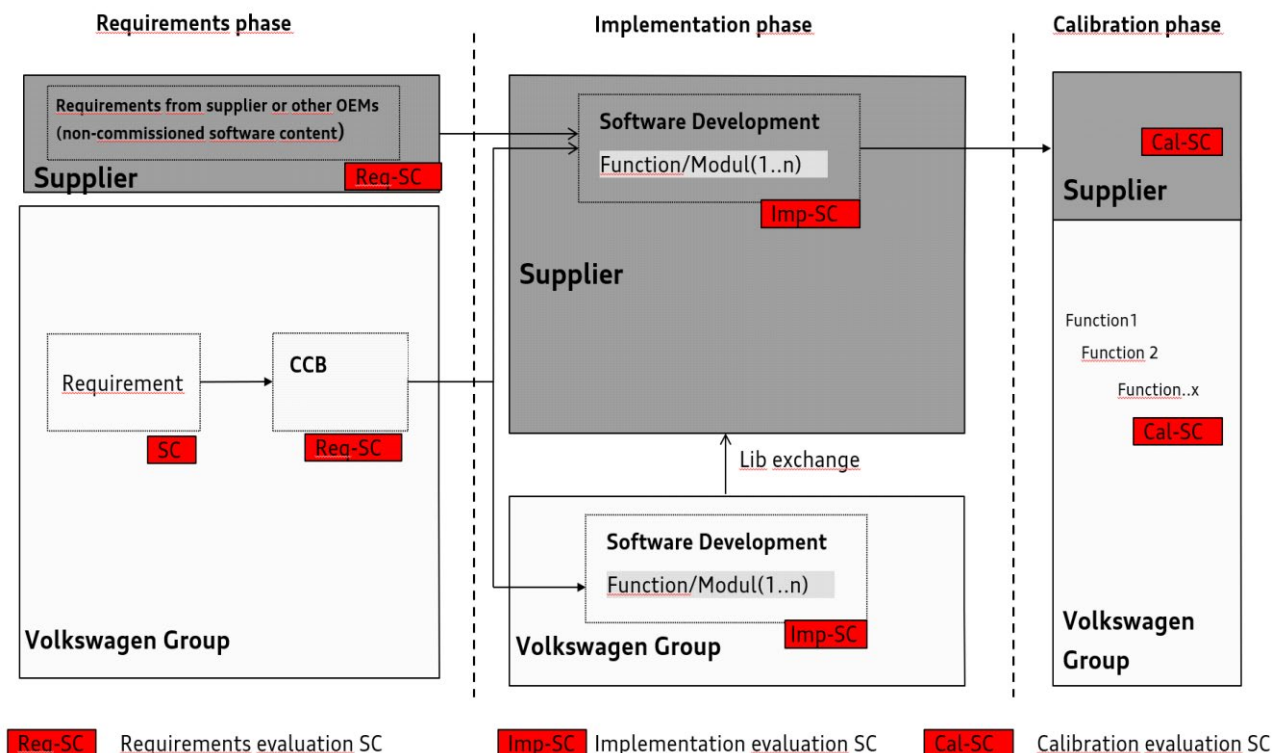 Requirements phase
Implementation phase
Calibration phase
Requirements from supplier or other OEMs
(non-commissioned software content)
Supplier
Req-SC
Software Development
Function/Modul(1..n)
Imp-SC
Supplier
Cal-SC
Supplier
Requirement
SC
CCB
Req-SC
Volkswagen Group
Lib exchange
Software Development
Function/Modul(1..n)
Imp-SC
Volkswagen Group
Function1
Function 2
Function..x
Cal-SC
Volkswagen
Group
Req-SC Requirements evaluation SC
Imp-SC Implementation evaluation SC
Cal-SC Calibration evaluation SC